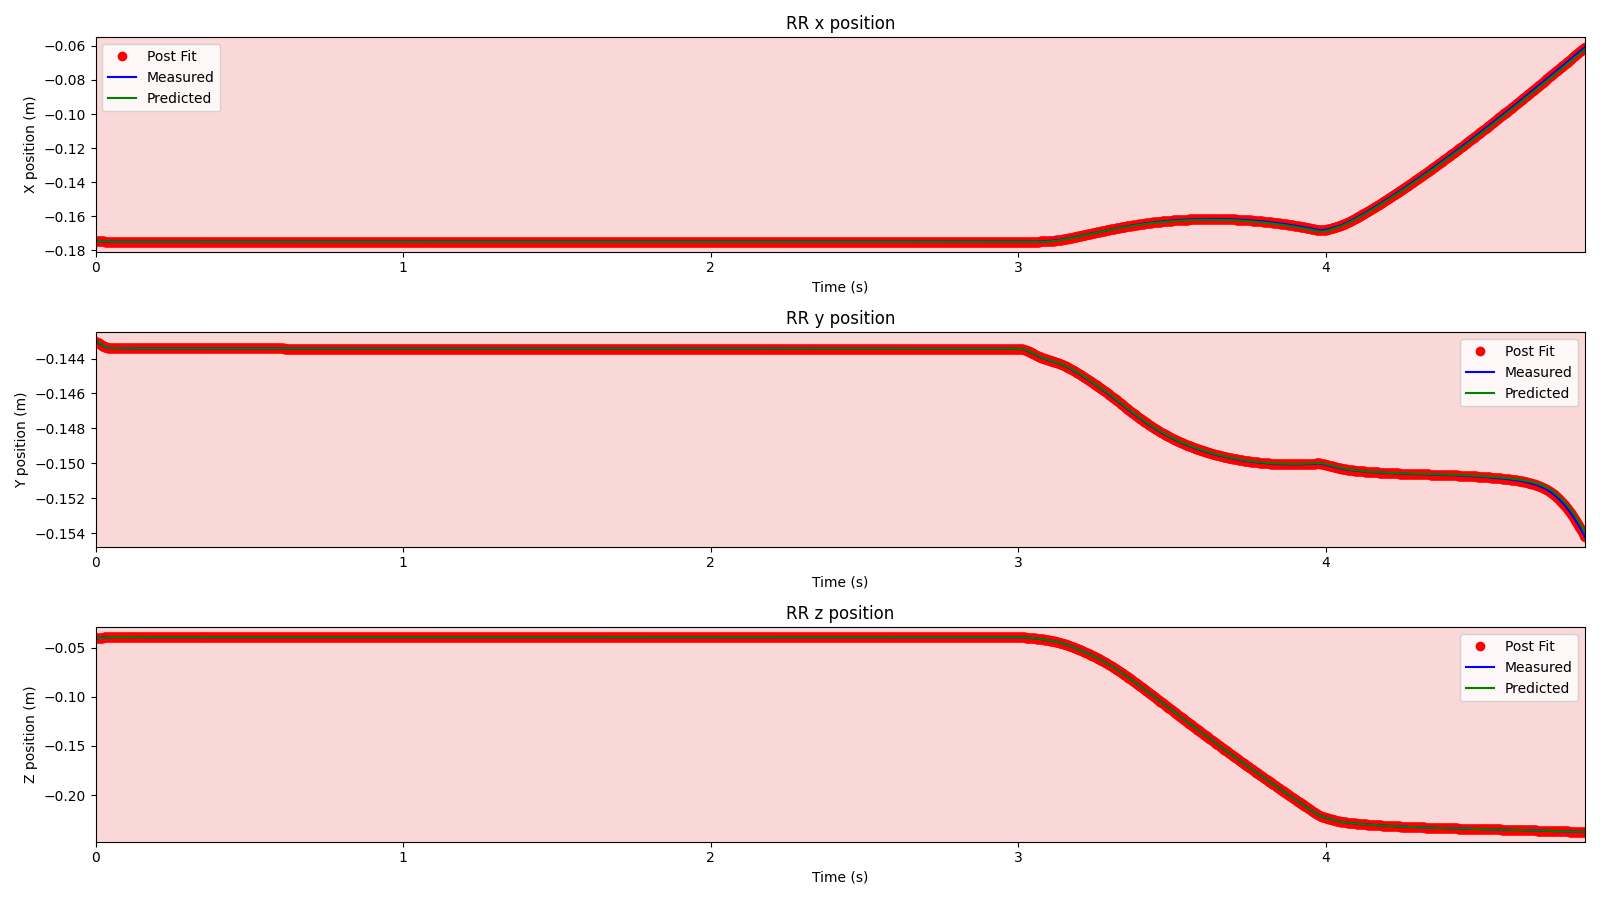 RR x position
X position (m)
−0.06
−0.08
−0.10
−0.12
−0.14
−0.16
−0.18
Post Fit
Measured
Predicted
0 1 2 3 4
Time (s)
RR y position
Y position (m)
−0.144
−0.146
−0.148
−0.150
−0.152
−0.154
Post Fit
Measured
Predicted
0 1 2 3 4
Time (s)
RR z position
Z position (m)
−0.05
−0.10
−0.15
−0.20
Post Fit
Measured
Predicted
0 1 2 3 4
Time (s)